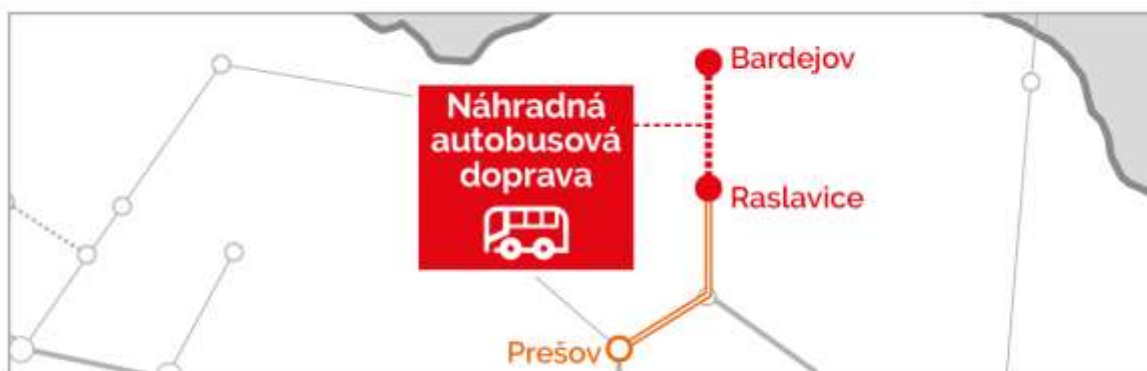 Bardejov
Náhradná
autobusová
doprava
Raslavice
Prešov